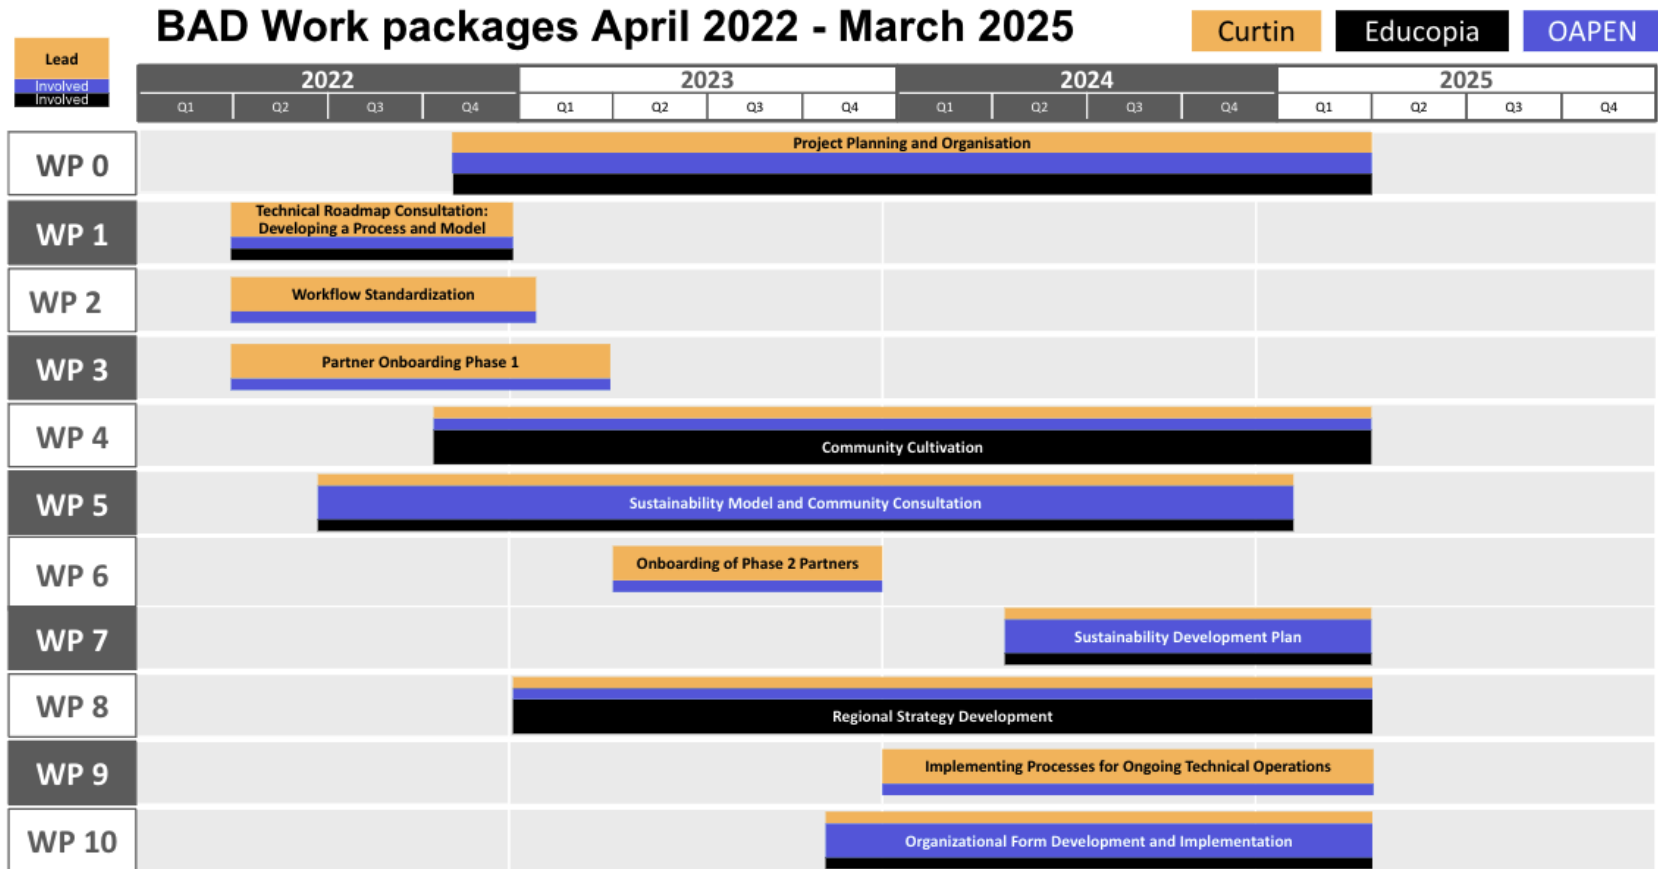 BAD Work packages April 2022 - March 2025
Curtin
Educopia
OAPEN
Lead
Involved
Involved
2022
2023
2024
2025
Q1
Q2
Q3
Q4
Q1
Q2
Q3
Q4
Q1
Q2
Q3
Q4
Q1
Q2
Q3
Q4
WP 0
Project Planning and Organisation
WP 1
Technical Roadmap Consultation:
Developing a Process and Model
WP 2
Workflow Standardization
WP 3
Partner Onboarding Phase 1
WP 4
Community Cultivation
WP 5
Sustainability Model and Community Consultation
WP 6
Onboarding of Phase 2 Partners
WP 7
Sustainability Development Plan
WP 8
Regional Strategy Development
WP 9
Implementing Processes for Ongoing Technical Operations
WP 10
Organizational Form Development and Implementation